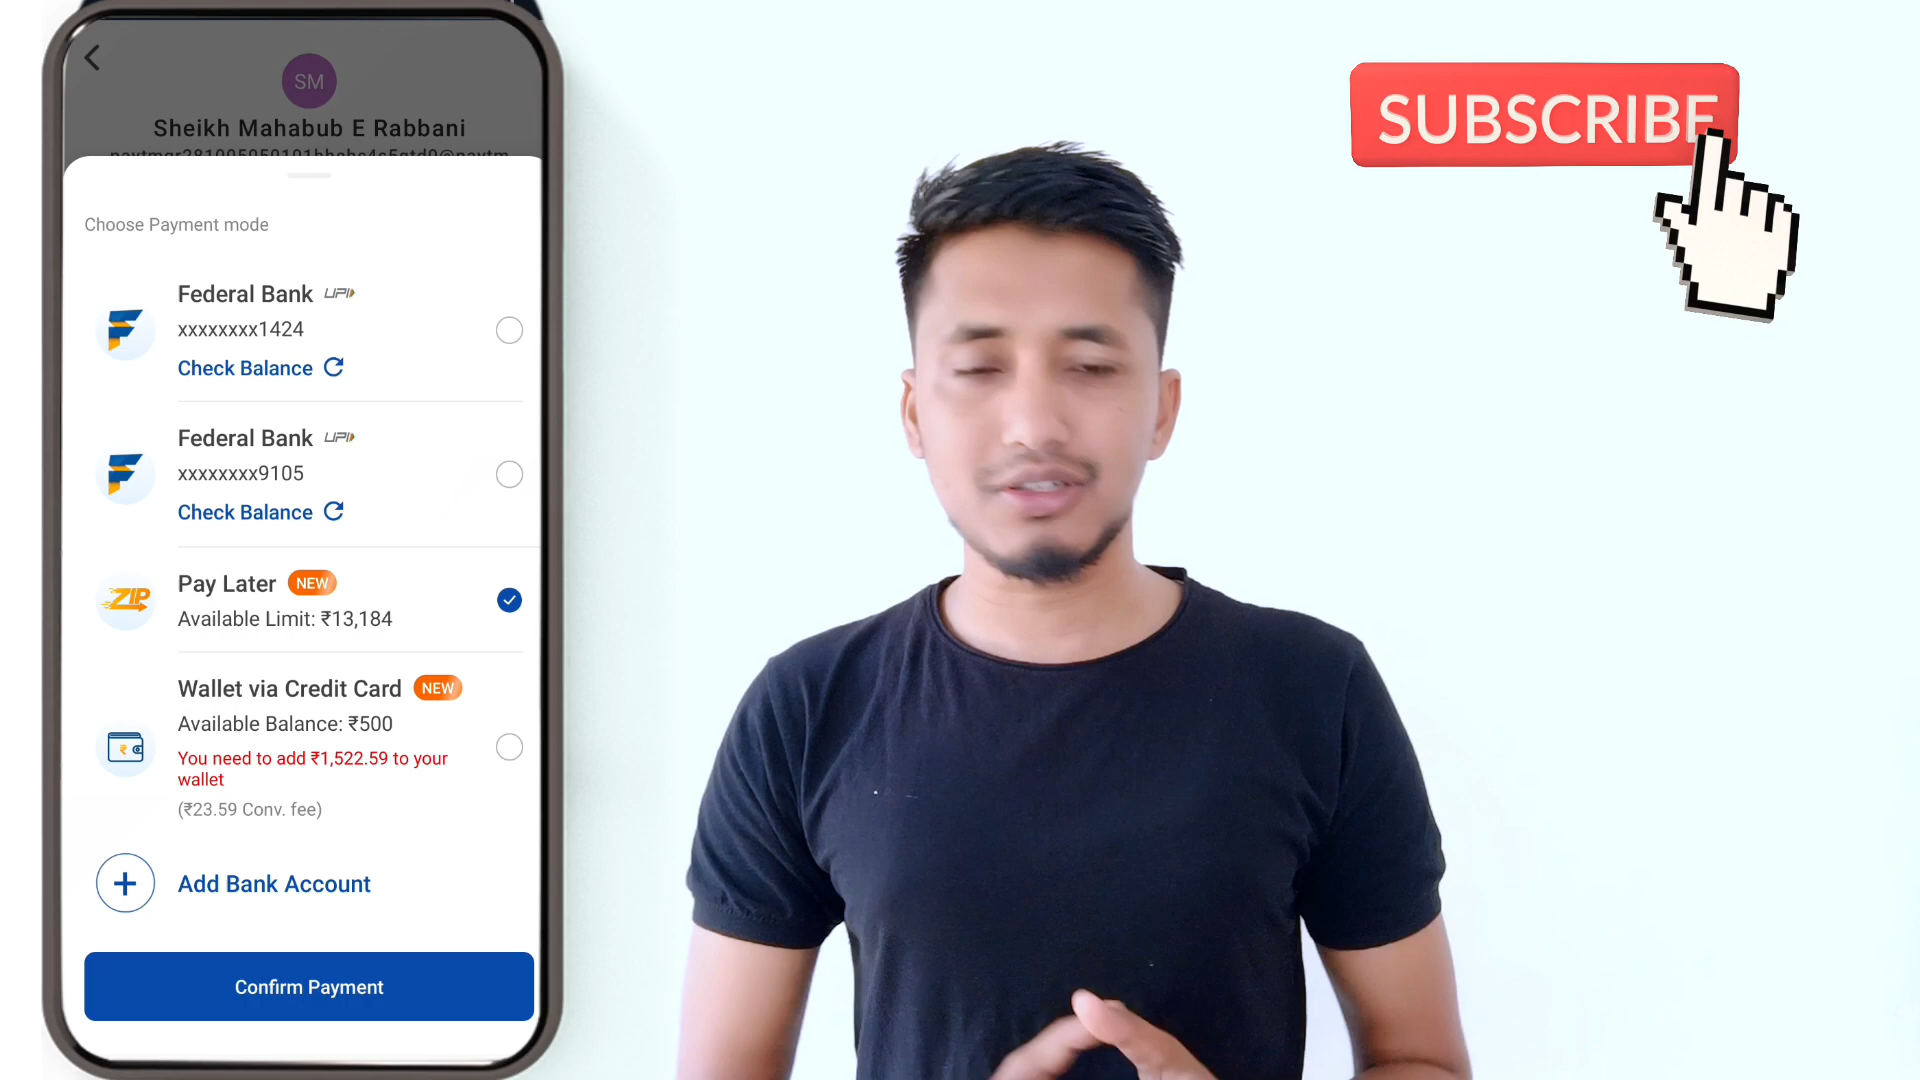 SM
Sheikh Mahabub E Rabbani
Choose Payment mode
Federal Bank UPI
xxxxxxxx1424
Check Balance
Federal Bank UPI
xxxxxxxx9105
Check Balance
ZIP
Pay Later NEW
Available Limit: ₹13,184
Wallet via Credit Card NEW
Available Balance: ₹500
You need to add ₹1,522.59 to your
wallet
(₹23.59 Conv. fee)
Add Bank Account
Confirm Payment
SUBSCRIBE